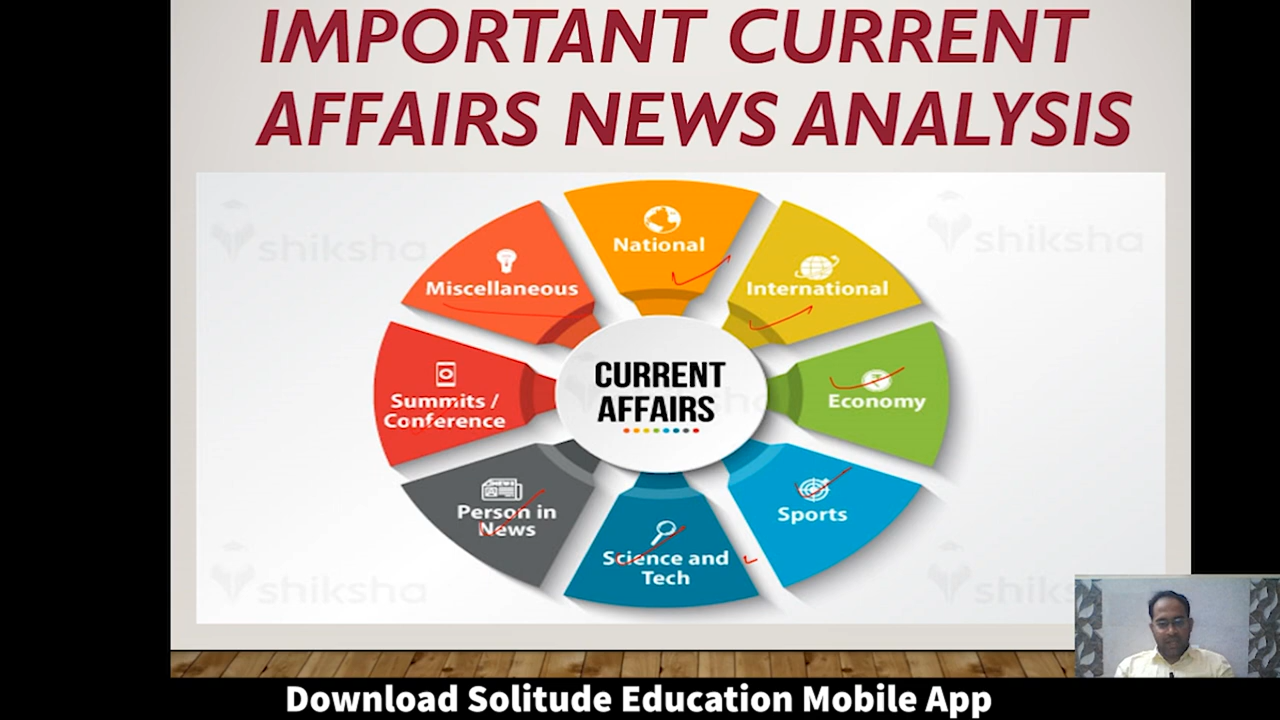 IMPORTANT CURRENT
AFFAIRS NEWS ANALYSIS
shiksha
shiksha
National
International
Miscellaneous
Economy
CURRENT
AFFAIRS
Summits /
Conference
Sports
Person in
News
Science and
Tech
shiksha
Download Solitude Education Mobile App